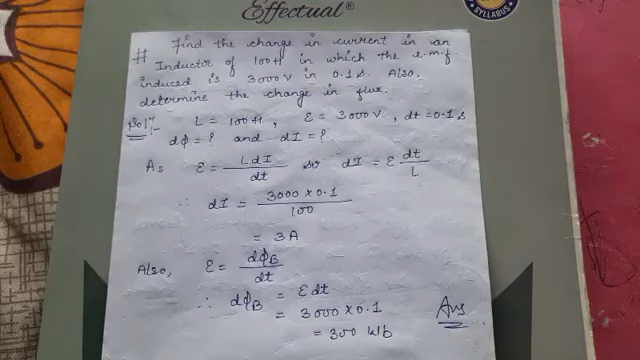 Effectual®
SYLLABUS
# Find the change in current in an
Inductor of 100H in which the e.m.f.
induced is 3000V in 0.1s. Also,
determine the change in flux.
Solⁿ:- L = 100H, ε = 3000V, dt = 0.1s
dφ = ? and dI = ?
As ε = L dI / dt so dI = ε dt / L
∴ dI = 3000 × 0.1 / 100
= 3A
Also, ε = dφB / dt
∴ dφB = ε dt
= 3000 × 0.1
= 300 Wb
Ans